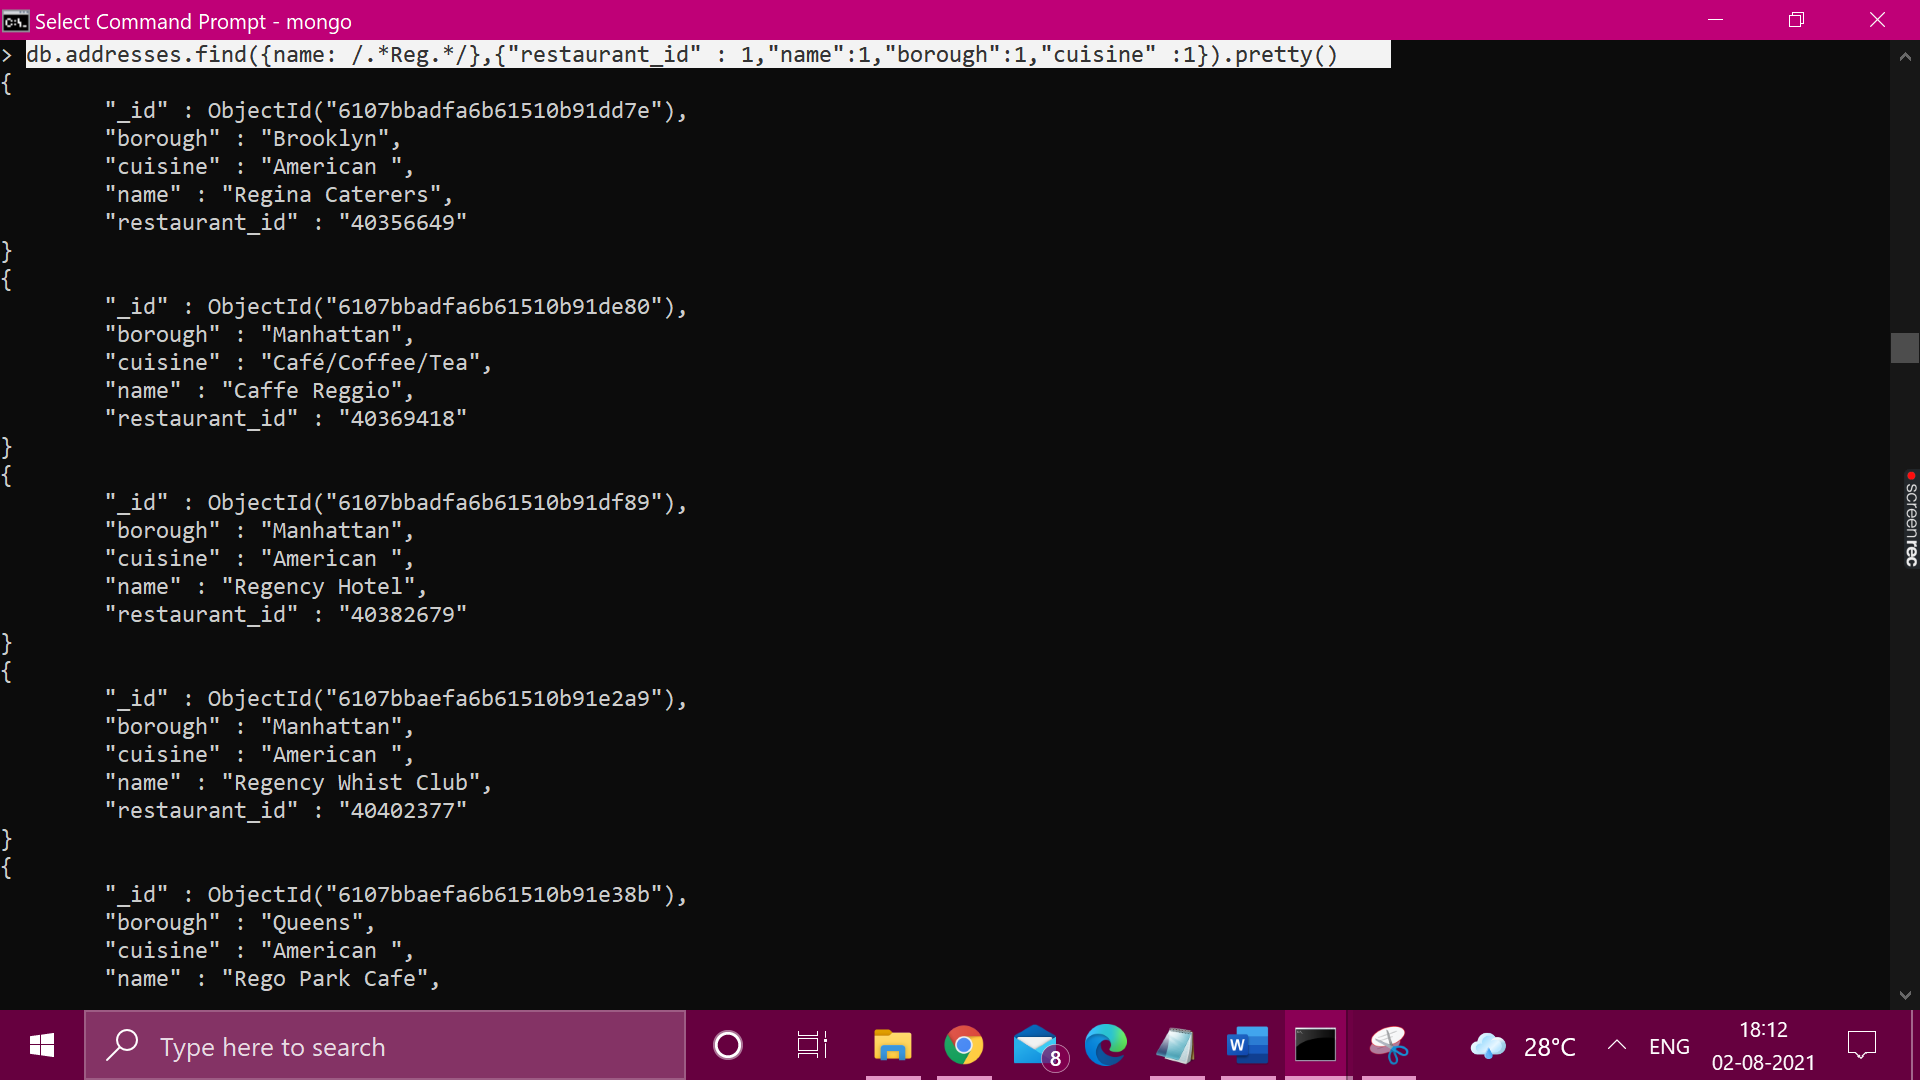 Select Command Prompt - mongo
> db.addresses.find({name: /.*Reg.*/},{"restaurant_id" : 1,"name":1,"borough":1,"cuisine" :1}).pretty()
{
"_id" : ObjectId("6107bbadfa6b61510b91dd7e"),
"borough" : "Brooklyn",
"cuisine" : "American ",
"name" : "Regina Caterers",
"restaurant_id" : "40356649"
}
{
"_id" : ObjectId("6107bbadfa6b61510b91de80"),
"borough" : "Manhattan",
"cuisine" : "Café/Coffee/Tea",
"name" : "Caffe Reggio",
"restaurant_id" : "40369418"
}
{
"_id" : ObjectId("6107bbadfa6b61510b91df89"),
"borough" : "Manhattan",
"cuisine" : "American ",
"name" : "Regency Hotel",
"restaurant_id" : "40382679"
}
{
"_id" : ObjectId("6107bbaefa6b61510b91e2a9"),
"borough" : "Manhattan",
"cuisine" : "American ",
"name" : "Regency Whist Club",
"restaurant_id" : "40402377"
}
{
"_id" : ObjectId("6107bbaefa6b61510b91e38b"),
"borough" : "Queens",
"cuisine" : "American ",
"name" : "Rego Park Cafe",
screenrec
Type here to search
8
W
28°C
ENG
18:12
02-08-2021